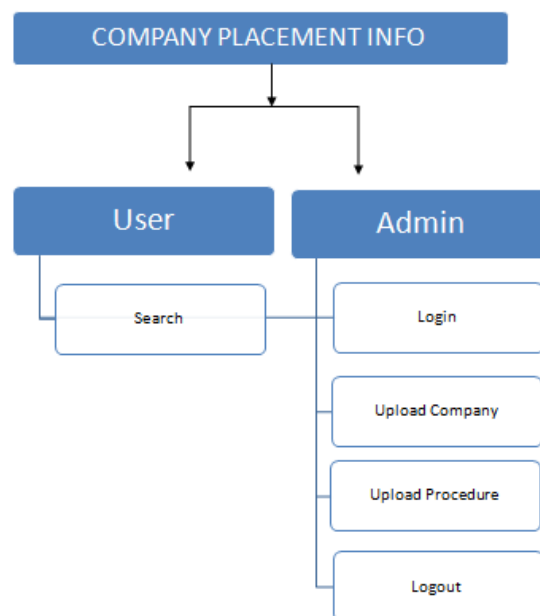 COMPANY PLACEMENT INFO
User
Admin
Search
Login
Upload Company
Upload Procedure
Logout